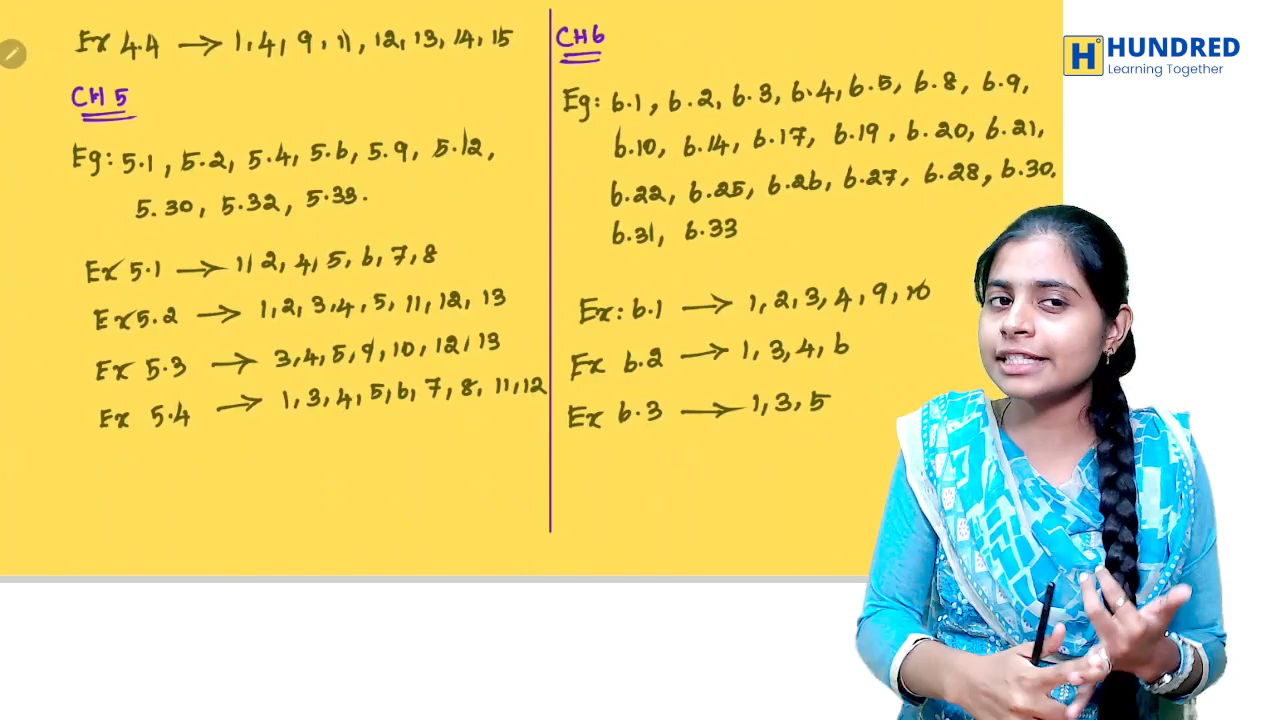 Ex 4.4 → 1, 4, 9, 11, 12, 13, 14, 15
CH 5
Eg: 5.1, 5.2, 5.4, 5.6, 5.9, 5.12,
5.30, 5.32, 5.33.
Ex 5.1 → 1, 2, 4, 5, 6, 7, 8
Ex 5.2 → 1, 2, 3, 4, 5, 11, 12, 13
Ex 5.3 → 3, 4, 5, 9, 10, 12, 13
Ex 5.4 → 1, 3, 4, 5, 6, 7, 8, 11, 12
CH 6
Eg: 6.1, 6.2, 6.3, 6.4, 6.5, 6.8, 6.9,
6.10, 6.14, 6.17, 6.19, 6.20, 6.21,
6.22, 6.25, 6.26, 6.27, 6.28, 6.30,
6.31, 6.33
Ex: 6.1 → 1, 2, 3, 4, 9, 10
Ex 6.2 → 1, 3, 4, 6
Ex 6.3 → 1, 3, 5
H
HUNDRED
Learning Together